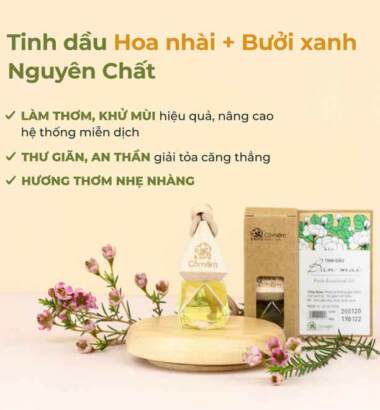 Tinh dầu Hoa nhài + Bưởi xanh
Nguyên Chất
LÀM THƠM, KHỬ MÙI hiệu quả, nâng cao
hệ thống miễn dịch
THƯ GIÃN, AN THẦN giải tỏa căng thẳng
HƯƠNG THƠM NHẸ NHÀNG
Cỏmềm
Cỏmềm
TINH DẦU
Đan mai
Pure Essential Oil
200120
190122